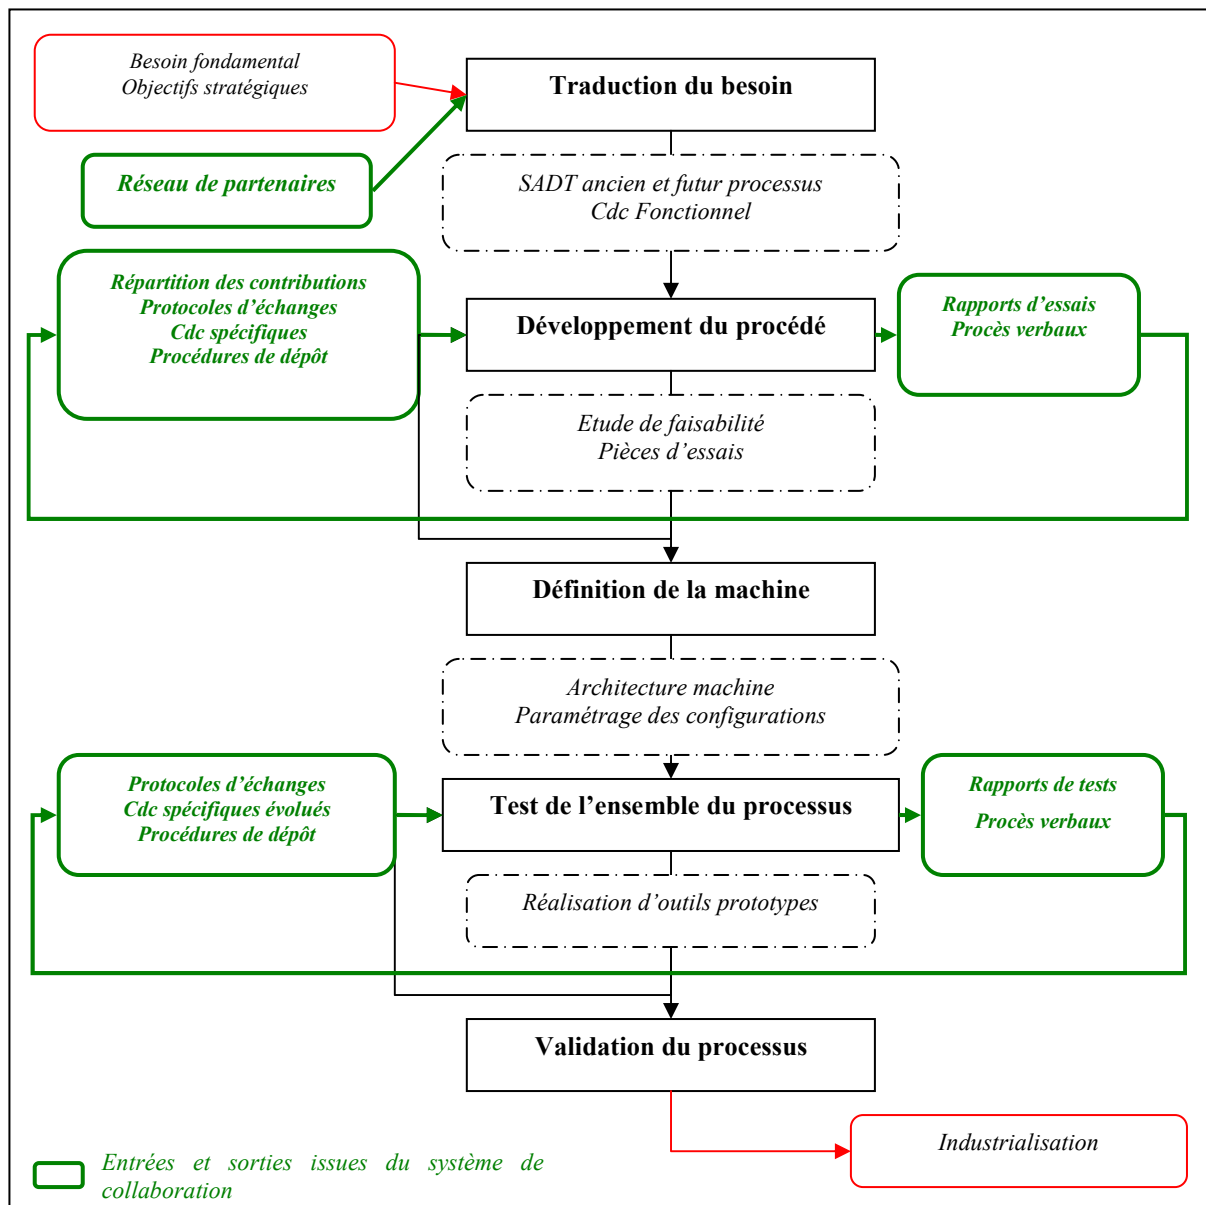 Besoin fondamental
Objectifs stratégiques
Traduction du besoin
Réseau de partenaires
SADT ancien et futur processus
Cdc Fonctionnel
Répartition des contributions
Protocoles d’échanges
Cdc spécifiques
Procédures de dépôt
Développement du procédé
Rapports d’essais
Procès verbaux
Etude de faisabilité
Pièces d’essais
Définition de la machine
Architecture machine
Paramétrage des configurations
Protocoles d’échanges
Cdc spécifiques évolués
Procédures de dépôt
Test de l’ensemble du processus
Rapports de tests
Procès verbaux
Réalisation d’outils prototypes
Validation du processus
Industrialisation
Entrées et sorties issues du système de
collaboration